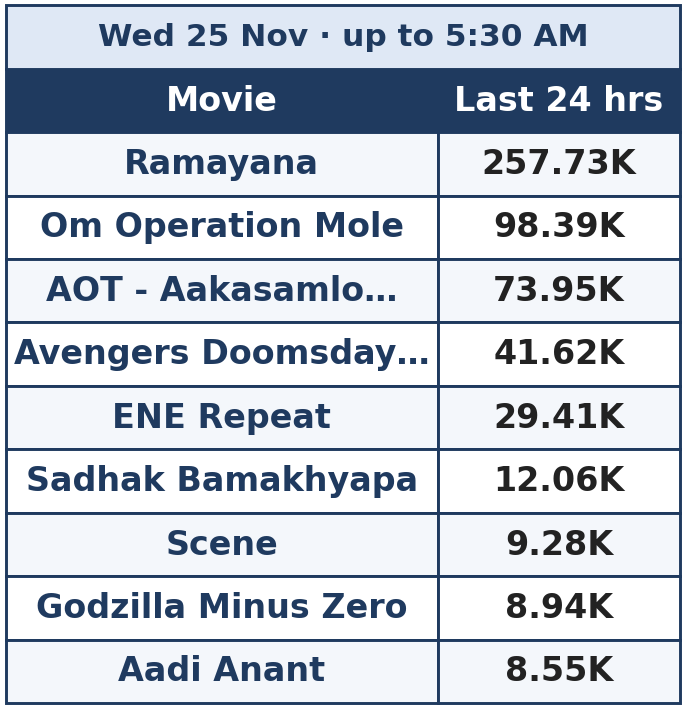 Wed 25 Nov · up to 5:30 AM
Movie Last 24 hrs
Ramayana 257.73K
Om Operation Mole 98.39K
AOT - Aakasamlo... 73.95K
Avengers Doomsday... 41.62K
ENE Repeat 29.41K
Sadhak Bamakhyapa 12.06K
Scene 9.28K
Godzilla Minus Zero 8.94K
Aadi Anant 8.55K